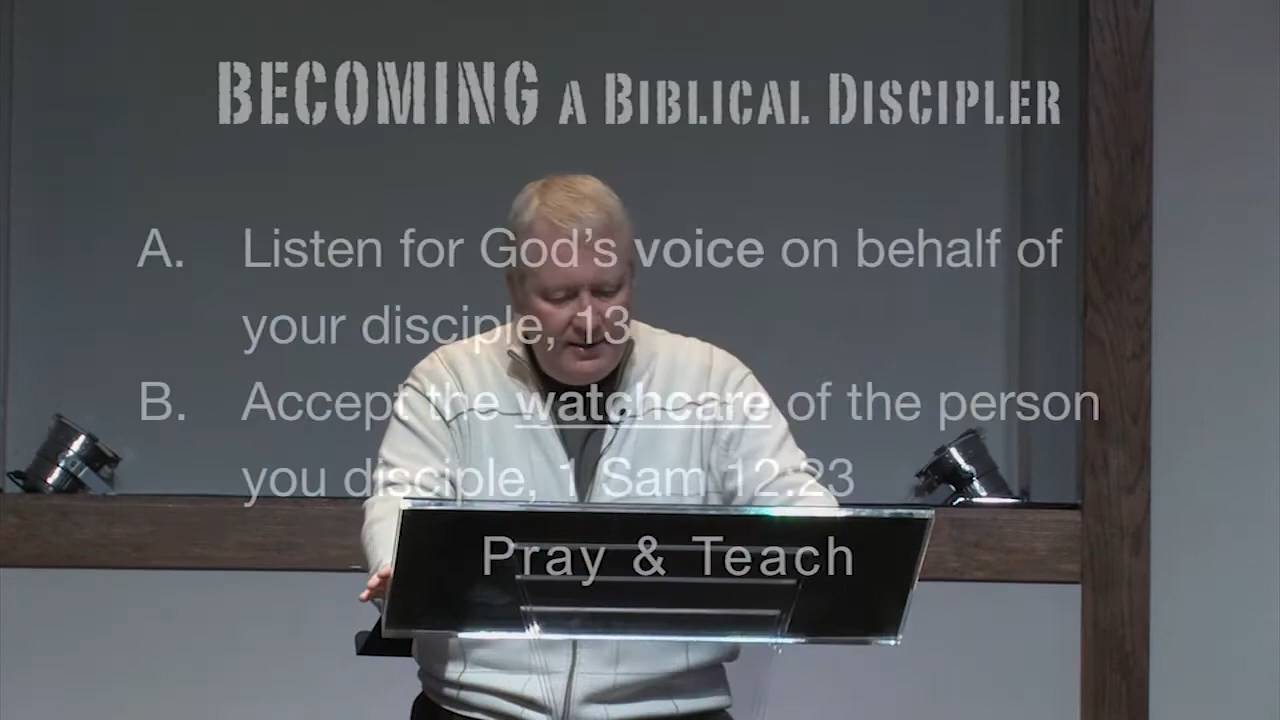 BECOMING A BIBLICAL DISCIPLER
A. Listen for God's voice on behalf of
your disciple, 13
B. Accept the watchcare of the person
you disciple, 1 Sam 12.23
Pray & Teach